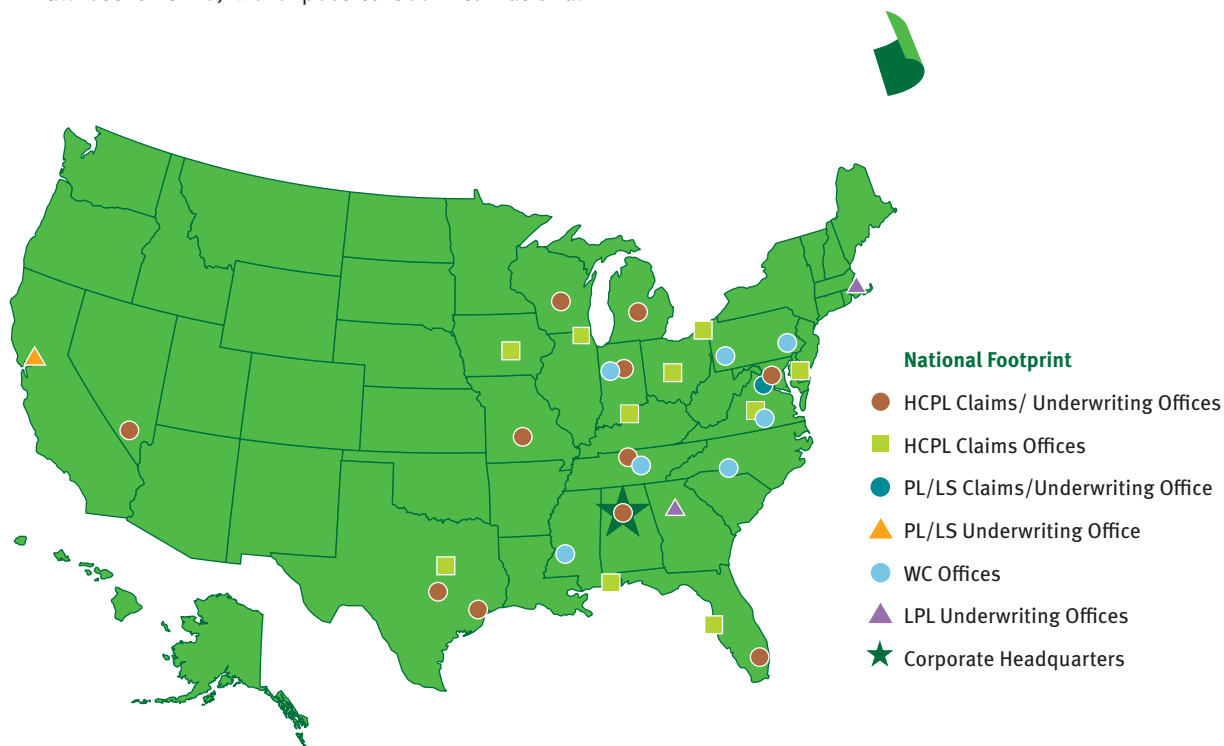 National Footprint
HCPL Claims/ Underwriting Offices
HCPL Claims Offices
PL/LS Claims/Underwriting Office
PL/LS Underwriting Office
WC Offices
LPL Underwriting Offices
Corporate Headquarters